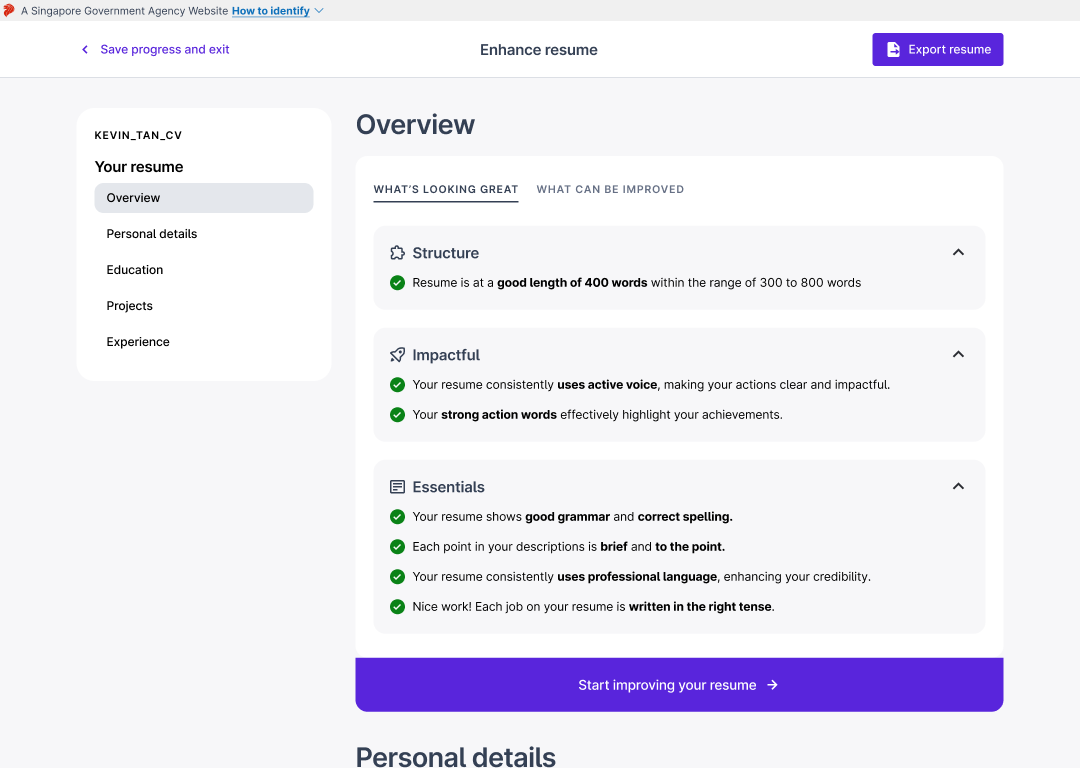 A Singapore Government Agency Website How to identify
Save progress and exit
Enhance resume
Export resume
KEVIN_TAN_CV
Your resume
Overview
Personal details
Education
Projects
Experience
Overview
WHAT'S LOOKING GREAT
WHAT CAN BE IMPROVED
Structure
Resume is at a good length of 400 words within the range of 300 to 800 words
Impactful
Your resume consistently uses active voice, making your actions clear and impactful.
Your strong action words effectively highlight your achievements.
Essentials
Your resume shows good grammar and correct spelling.
Each point in your descriptions is brief and to the point.
Your resume consistently uses professional language, enhancing your credibility.
Nice work! Each job on your resume is written in the right tense.
Start improving your resume
Personal details